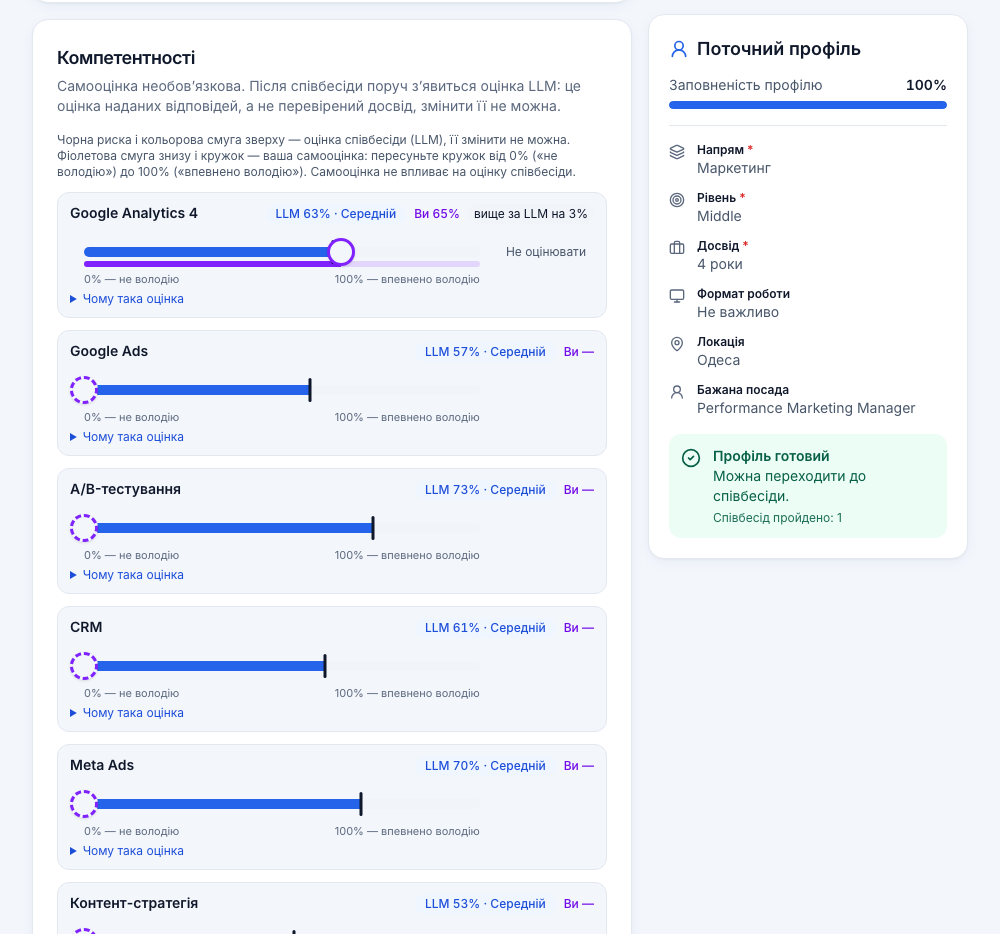 Компетентності
Самооцінка необов’язкова. Після співбесіди поруч з’явиться оцінка LLM: це
оцінка наданих відповідей, а не перевірений досвід, змінити її не можна.
Чорна риска і кольорова смуга зверху — оцінка співбесіди (LLM), її змінити не можна.
Фіолетова смуга знизу і кружок — ваша самооцінка: пересуньте кружок від 0% («не
володію») до 100% («впевнено володію»). Самооцінка не впливає на оцінку співбесіди.
Google Analytics 4
LLM 63% · Середній
Ви 65%
вище за LLM на 3%
Не оцінювати
0% — не володію
100% — впевнено володію
Чому така оцінка
Google Ads
LLM 57% · Середній
Ви —
0% — не володію
100% — впевнено володію
Чому така оцінка
A/B-тестування
LLM 73% · Середній
Ви —
0% — не володію
100% — впевнено володію
Чому така оцінка
CRM
LLM 61% · Середній
Ви —
0% — не володію
100% — впевнено володію
Чому така оцінка
Meta Ads
LLM 70% · Середній
Ви —
0% — не володію
100% — впевнено володію
Чому така оцінка
Контент-стратегія
LLM 53% · Середній
Ви —
Поточний профіль
Заповненість профілю
100%
Напрям *
Маркетинг
Рівень *
Middle
Досвід *
4 роки
Формат роботи
Не важливо
Локація
Одеса
Бажана посада
Performance Marketing Manager
Профіль готовий
Можна переходити до
співбесіди.
Співбесід пройдено: 1